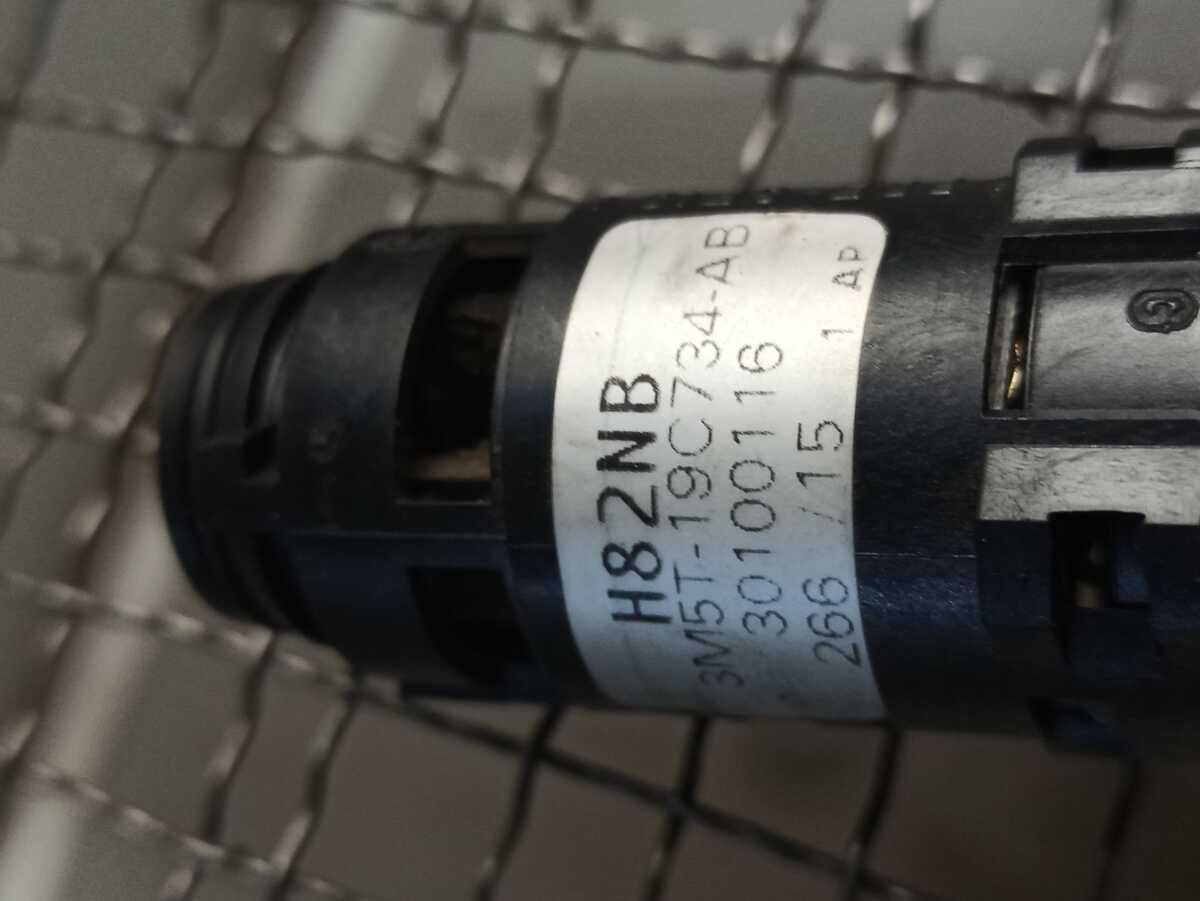 H82NB
3M5T-19C734-AB
30100116
266 /15 1 AP